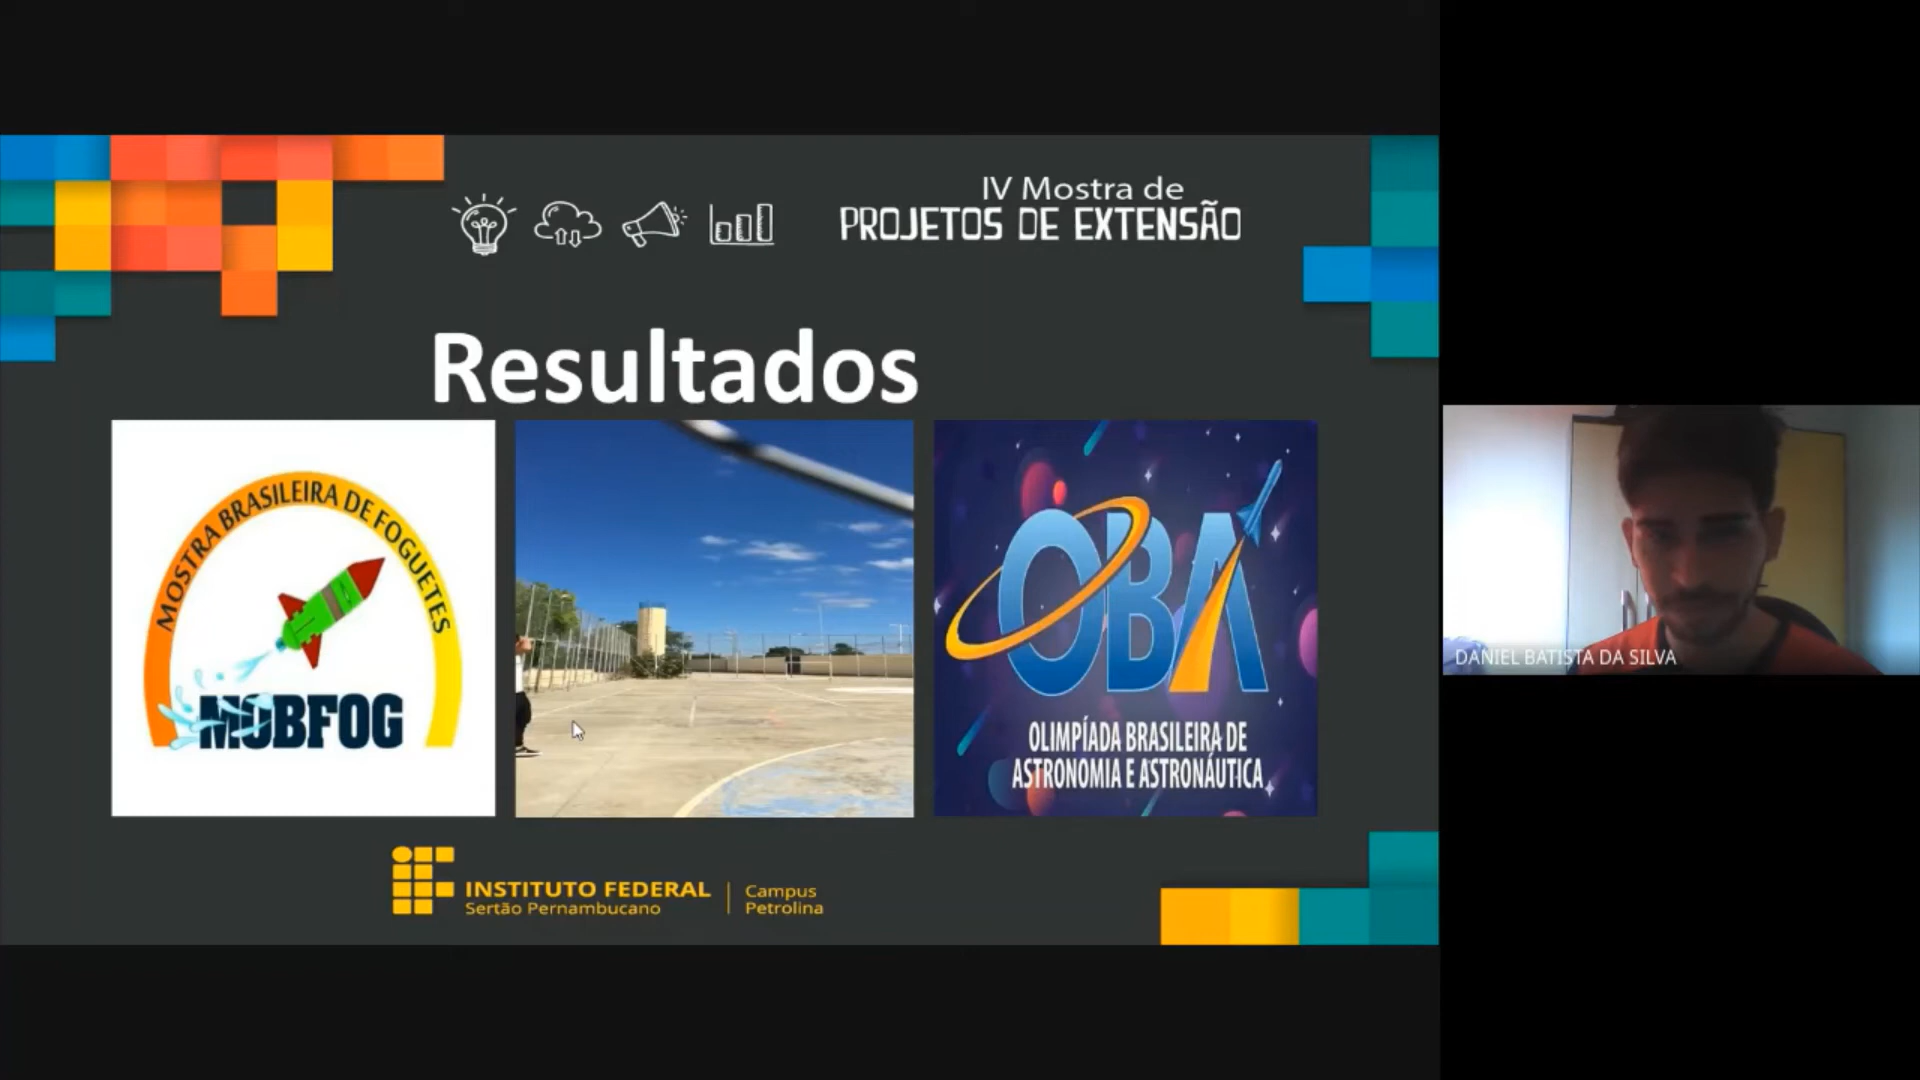 IV Mostra de
PROJETOS DE EXTENSÃO
Resultados
MOSTRA BRASILEIRA DE FOGUETES
MOBFOG
OBA
OLIMPÍADA BRASILEIRA DE
ASTRONOMIA E ASTRONÁUTICA
INSTITUTO FEDERAL
Sertão Pernambucano
Campus
Petrolina
DANIEL BATISTA DA SILVA